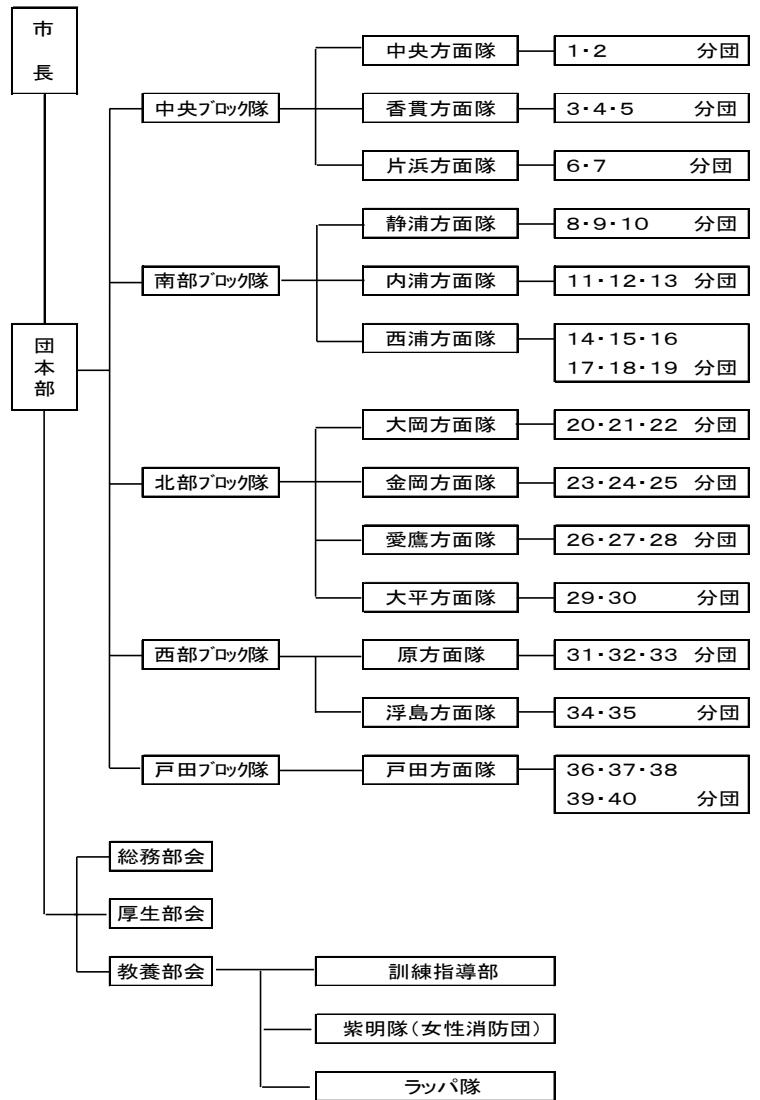 市長
中央方面隊 1・2 分団
中央ブロック隊 香貫方面隊 3・4・5 分団
片浜方面隊 6・7 分団
静浦方面隊 8・9・10 分団
南部ブロック隊 内浦方面隊 11・12・13 分団
西浦方面隊 14・15・16
17・18・19 分団
団本部
大岡方面隊 20・21・22 分団
北部ブロック隊 金岡方面隊 23・24・25 分団
愛鷹方面隊 26・27・28 分団
大平方面隊 29・30 分団
西部ブロック隊 原方面隊 31・32・33 分団
浮島方面隊 34・35 分団
戸田ブロック隊 戸田方面隊 36・37・38
39・40 分団
総務部会
厚生部会
教養部会 訓練指導部
紫明隊(女性消防団)
ラッパ隊